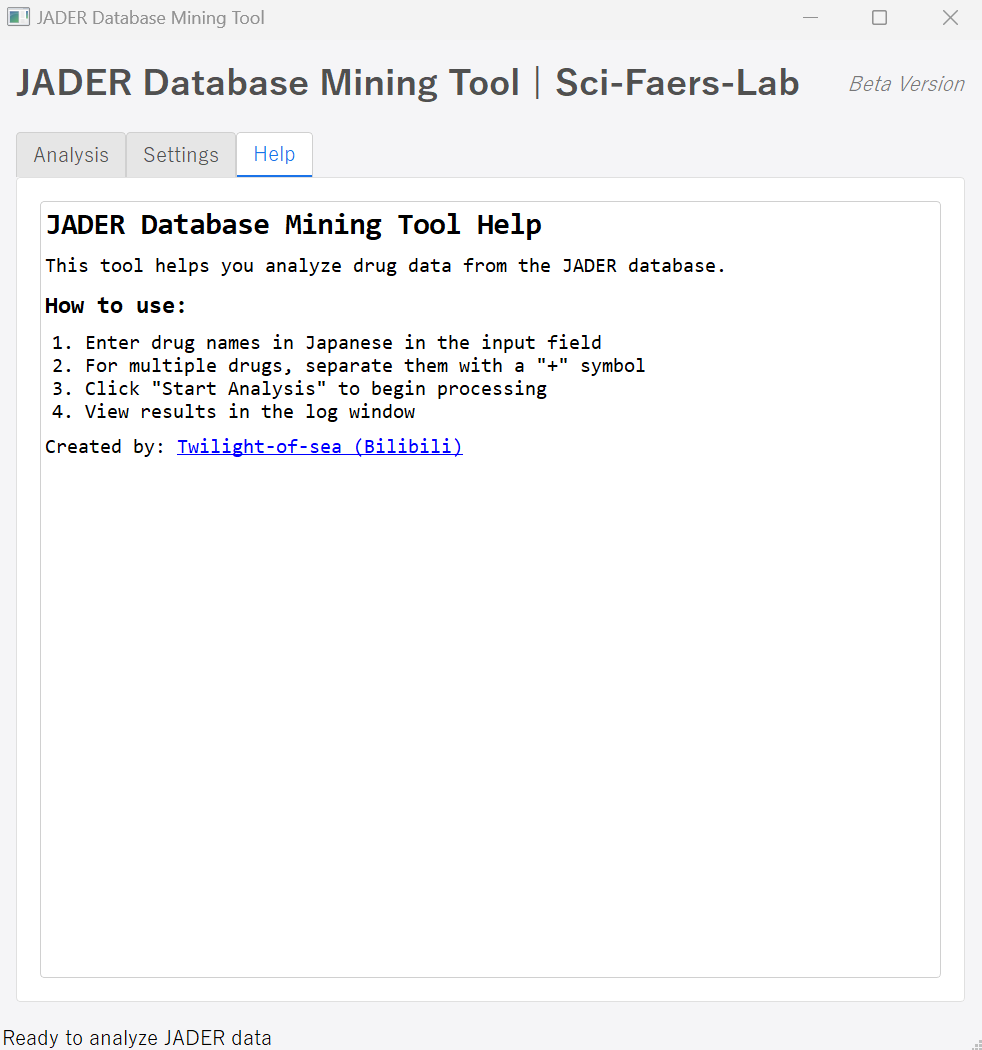 JADER Database Mining Tool
JADER Database Mining Tool | Sci-Faers-Lab
Beta Version
Analysis
Settings
Help
JADER Database Mining Tool Help
This tool helps you analyze drug data from the JADER database.
How to use:
1. Enter drug names in Japanese in the input field
2. For multiple drugs, separate them with a "+" symbol
3. Click "Start Analysis" to begin processing
4. View results in the log window
Created by: Twilight-of-sea (Bilibili)
Ready to analyze JADER data